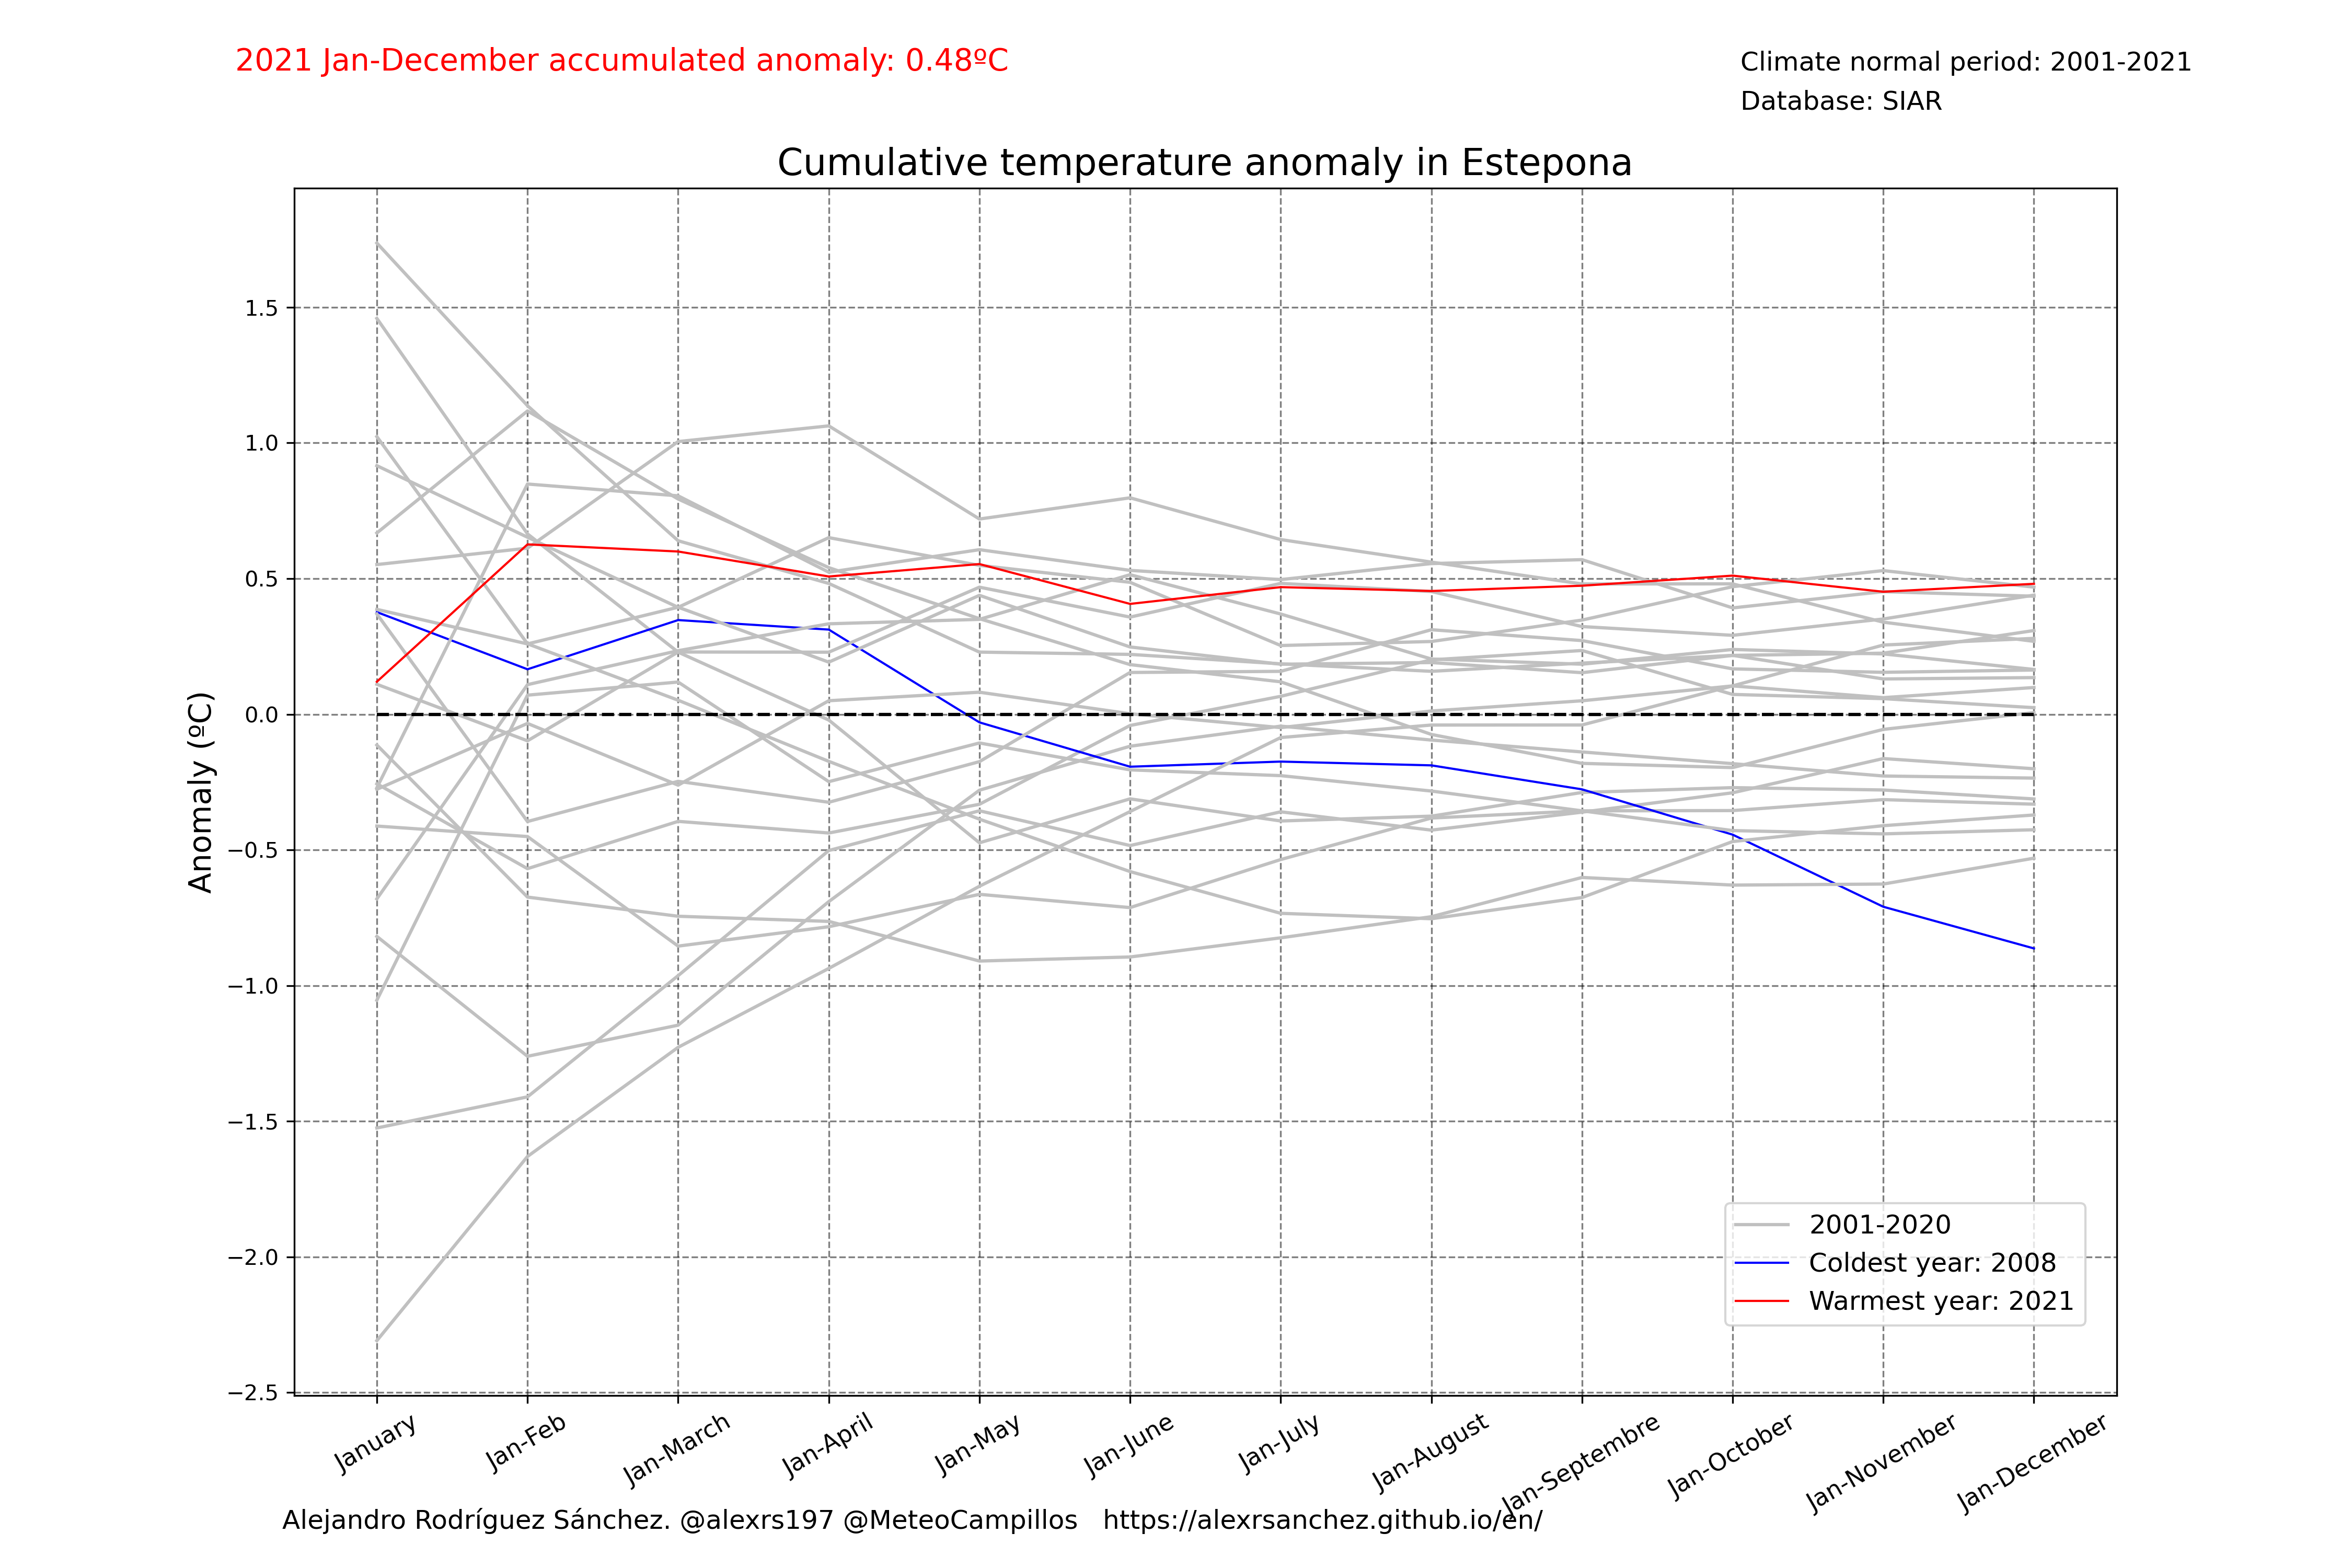 2021 Jan-December accumulated anomaly: 0.48ºC
Climate normal period: 2001-2021
Database: SIAR
Cumulative temperature anomaly in Estepona
Anomaly (ºC)
1.5
1.0
0.5
0.0
−0.5
−1.0
−1.5
−2.0
−2.5
2001-2020
Coldest year: 2008
Warmest year: 2021
January
Jan-Feb
Jan-March
Jan-April
Jan-May
Jan-June
Jan-July
Jan-August
Jan-Septembre
Jan-October
Jan-November
Jan-December
Alejandro Rodríguez Sánchez. @alexrs197 @MeteoCampillos https://alexrsanchez.github.io/en/